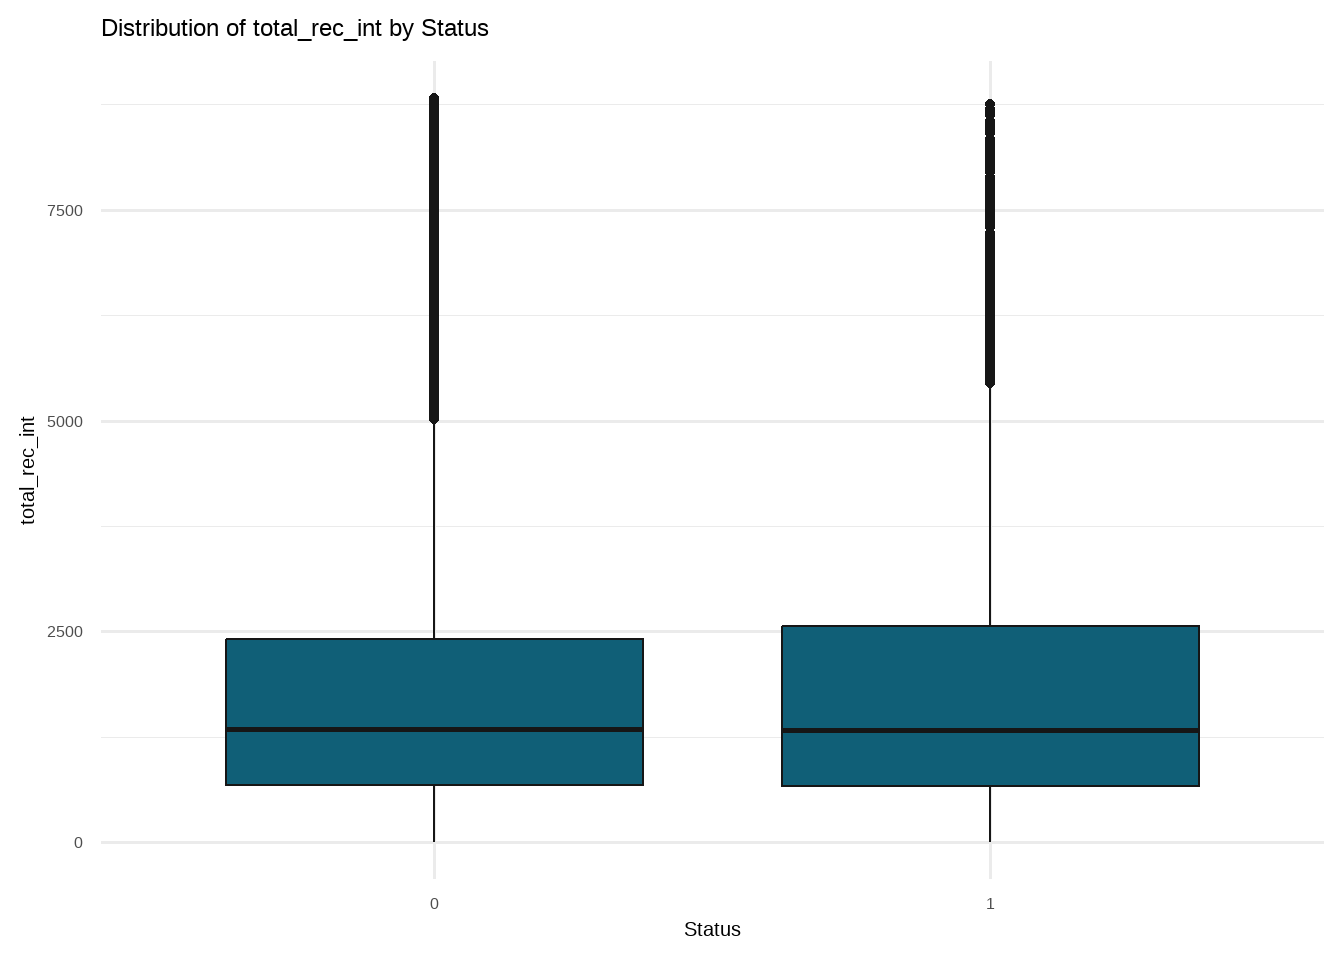 Distribution of total_rec_int by Status
total_rec_int
7500
5000
2500
0
0
1
Status